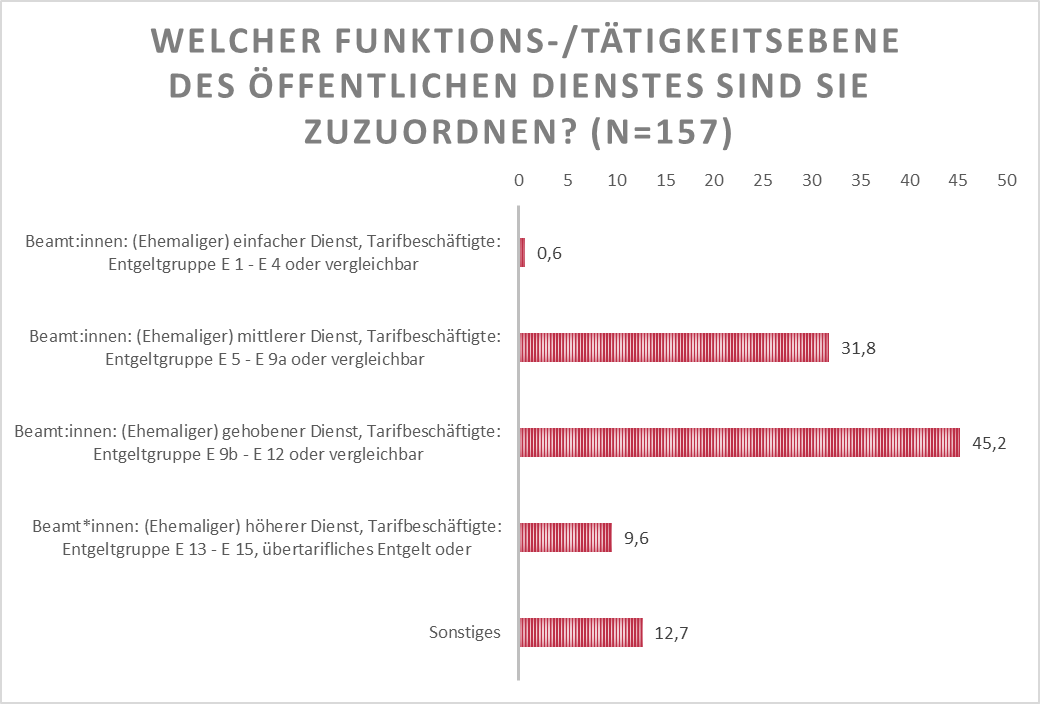 WELCHER FUNKTIONS-/TÄTIGKEITSEBENE
DES ÖFFENTLICHEN DIENSTES SIND SIE
ZUZUORDNEN? (N=157)
0 5 10 15 20 25 30 35 40 45 50
Beamt:innen: (Ehemaliger) einfacher Dienst, Tarifbeschäftigte:
Entgeltgruppe E 1 - E 4 oder vergleichbar
0,6
Beamt:innen: (Ehemaliger) mittlerer Dienst, Tarifbeschäftigte:
Entgeltgruppe E 5 - E 9a oder vergleichbar
31,8
Beamt:innen: (Ehemaliger) gehobener Dienst, Tarifbeschäftigte:
Entgeltgruppe E 9b - E 12 oder vergleichbar
45,2
Beamt*innen: (Ehemaliger) höherer Dienst, Tarifbeschäftigte:
Entgeltgruppe E 13 - E 15, übertarifliches Entgelt oder
9,6
Sonstiges
12,7